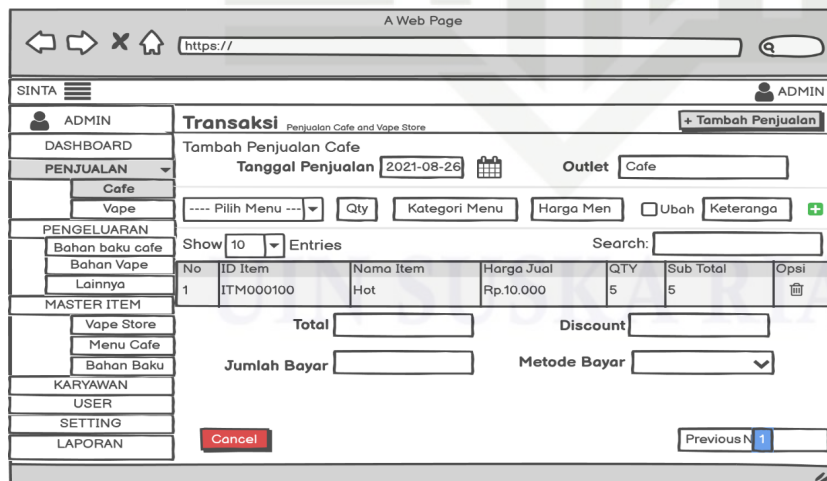 A Web Page
https://
SINTA
ADMIN
ADMIN
DASHBOARD
PENJUALAN
Cafe
Vape
PENGELUARAN
Bahan baku cafe
Bahan Vape
Lainnya
MASTER ITEM
Vape Store
Menu Cafe
Bahan Baku
KARYAWAN
USER
SETTING
LAPORAN
Transaksi Penjualan Cafe and Vape Store + Tambah Penjualan
Tambah Penjualan Cafe
Tanggal Penjualan 2021-08-26 Outlet Cafe
---- Pilih Menu --- Qty Kategori Menu Harga Men Ubah Keteranga
Show 10 Entries Search:
No ID Item Nama Item Harga Jual QTY Sub Total Opsi
1 ITM000100 Hot Rp.10.000 5 5
Total Discount
Jumlah Bayar Metode Bayar
Cancel Previous N 1
UIN SUSKA RIA